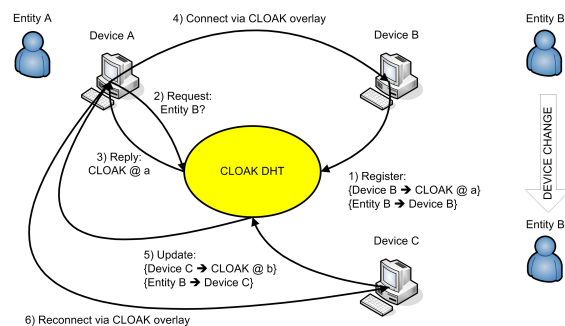 Entity A
4) Connect via CLOAK overlay
Entity B
Device A
Device B
2) Request:
Entity B?
3) Reply:
CLOAK @ a
CLOAK DHT
1) Register:
{Device B ➔ CLOAK @ a}
{Entity B ➔ Device B}
DEVICE CHANGE
Entity B
Device C
5) Update:
{Device C ➔ CLOAK @ b}
{Entity B ➔ Device C}
6) Reconnect via CLOAK overlay